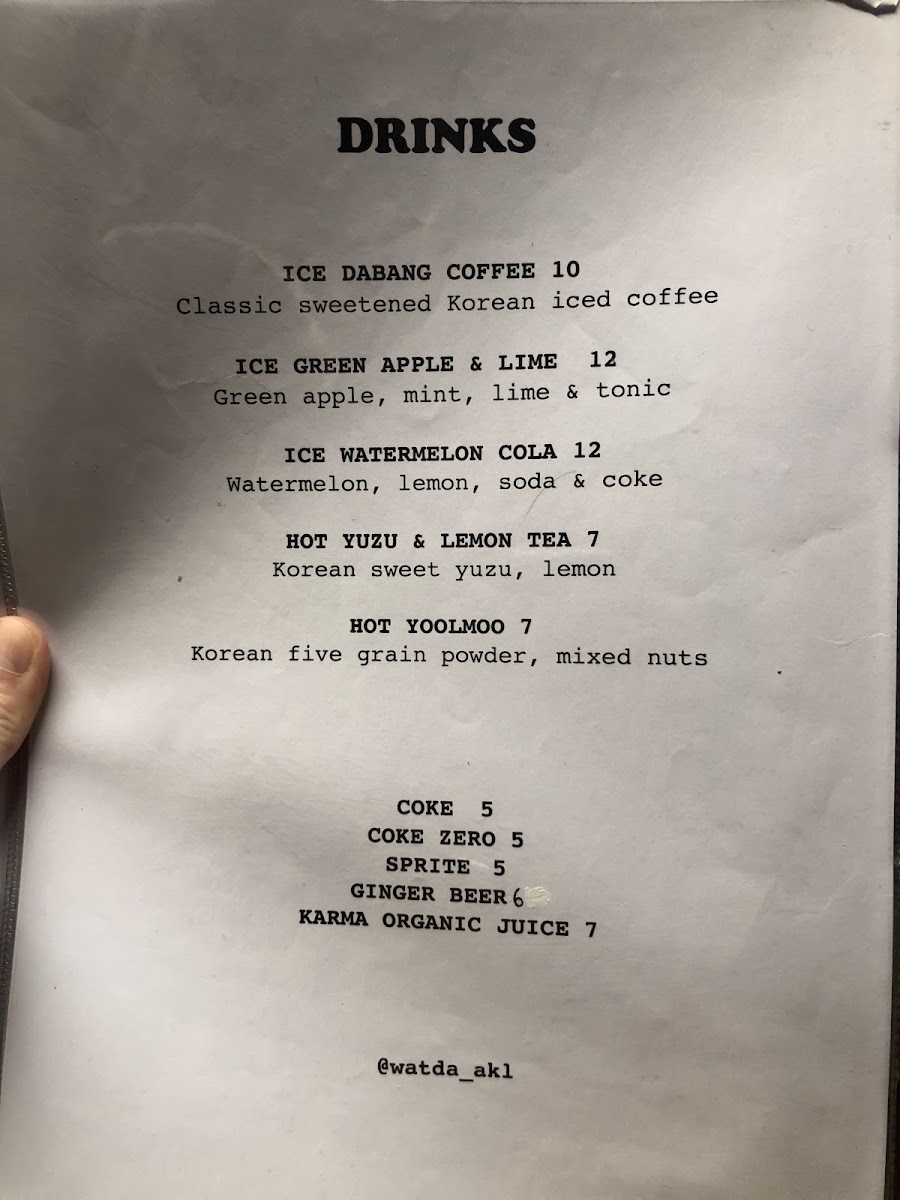 DRINKS
ICE DABANG COFFEE 10
Classic sweetened Korean iced coffee
ICE GREEN APPLE & LIME 12
Green apple, mint, lime & tonic
ICE WATERMELON COLA 12
Watermelon, lemon, soda & coke
HOT YUZU & LEMON TEA 7
Korean sweet yuzu, lemon
HOT YOOLMOO 7
Korean five grain powder, mixed nuts
COKE 5
COKE ZERO 5
SPRITE 5
GINGER BEER 6
KARMA ORGANIC JUICE 7
@watda_akl